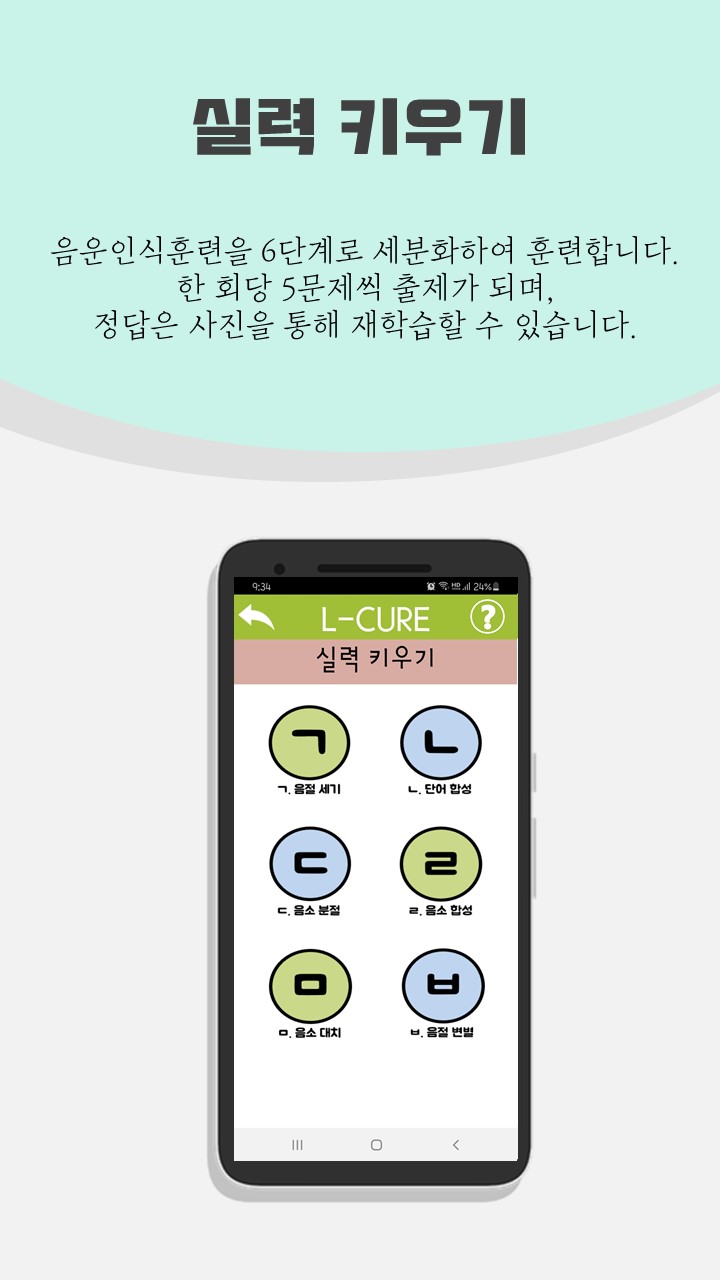 실력 키우기
음운인식훈련을 6단계로 세분화하여 훈련합니다.
한 회당 5문제씩 출제가 되며,
정답은 사진을 통해 재학습할 수 있습니다.
9:34 24%
L-CURE ?
실력 키우기
ㄱ ㄴ
ㄱ. 음절 세기 ㄴ. 단어 합성
ㄷ ㄹ
ㄷ. 음소 분절 ㄹ. 음소 합성
ㅁ ㅂ
ㅁ. 음소 대치 ㅂ. 음절 변별